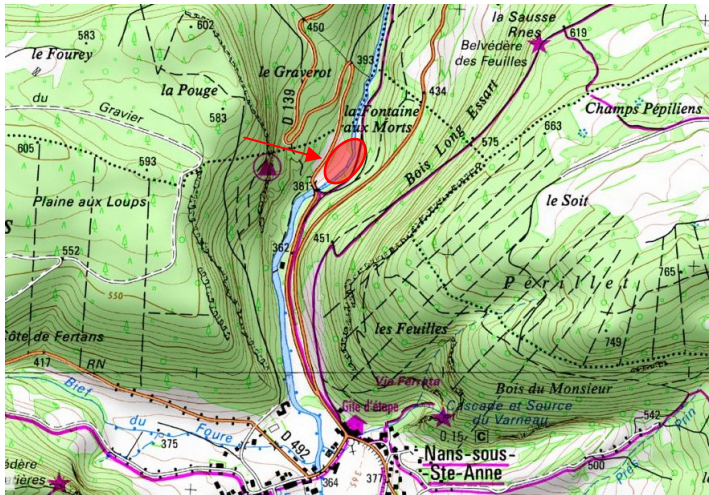 la Sausse
Rnes
602
583
450
619
le Fourey
Belvédère
des Feuilles
393
le Graverot
la Pouge
D 139
434
du
Gravier
583
la Fontaine
aux Morts
Champs Pépiliens
663
605
593
575
Bois Long Essart
361
Plaine aux Loups
le Soit
552
362
451
765
Périllet
550
les Feuilles
749
Côte de Fertans
417
RN
Bief
Via Ferrata
Bois du Monsieur
Gîte d'étape
Cascade et Source
du Varneau
du
Foure
542
D 492
0,15
C
Prin
375
Nans-sous-
-Ste-Anne
500
Prés
364
377